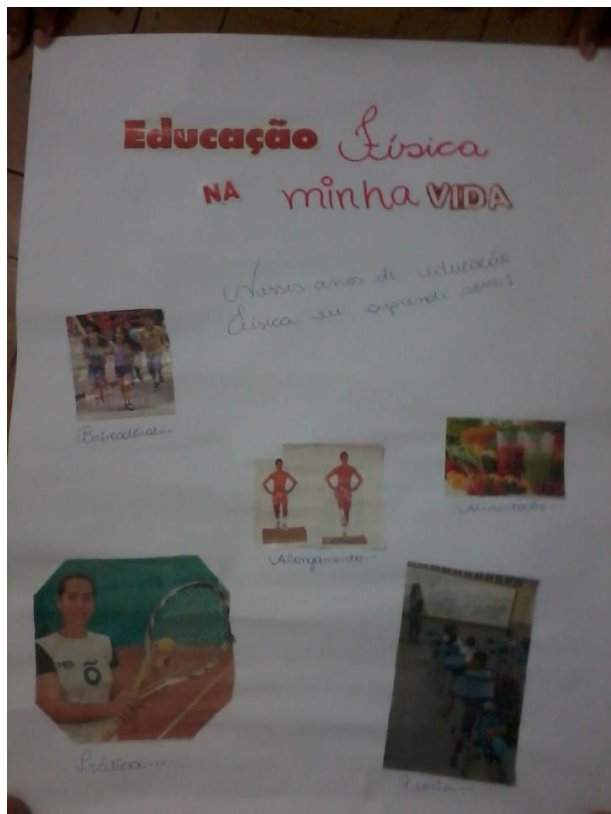 Educação Física
NA minha VIDA
Nesses anos de educação
física eu aprendi sobre:
Brincadeiras...
Alimentação...
Alongamento...
Õ
Prática...
Teoria...